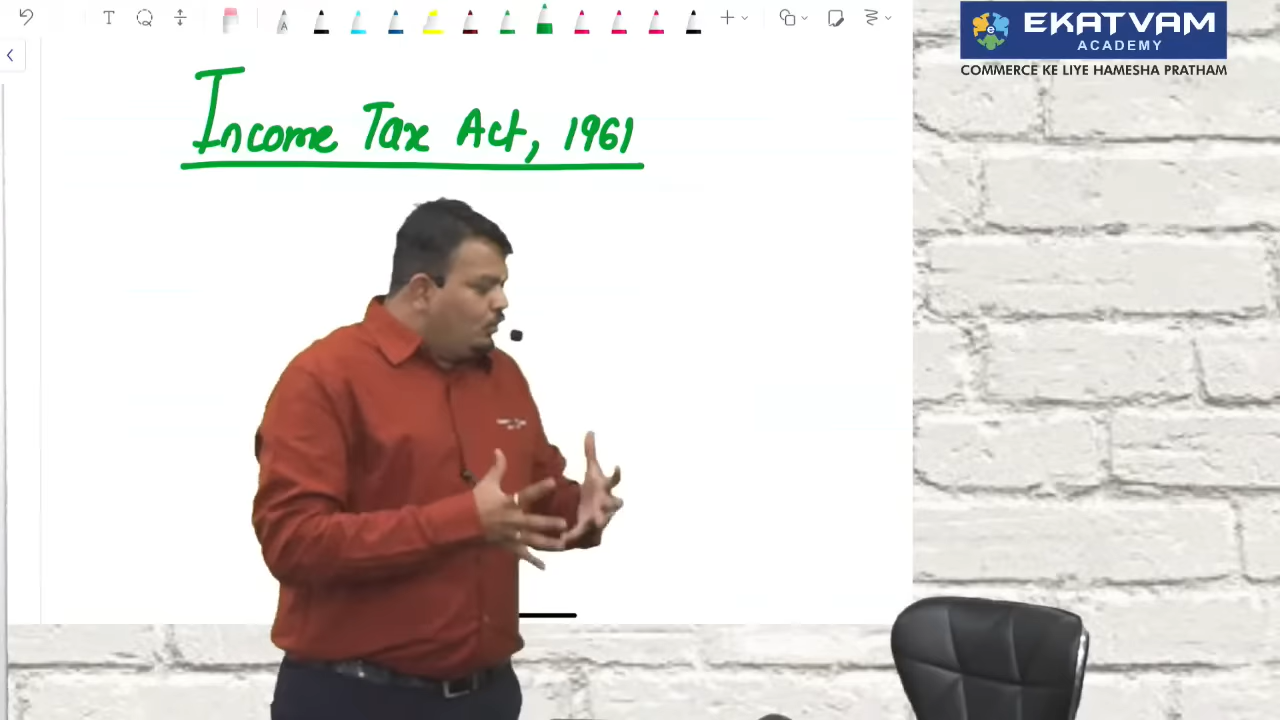 EKATVAM
ACADEMY
COMMERCE KE LIYE HAMESHA PRATHAM
Income Tax Act, 1961